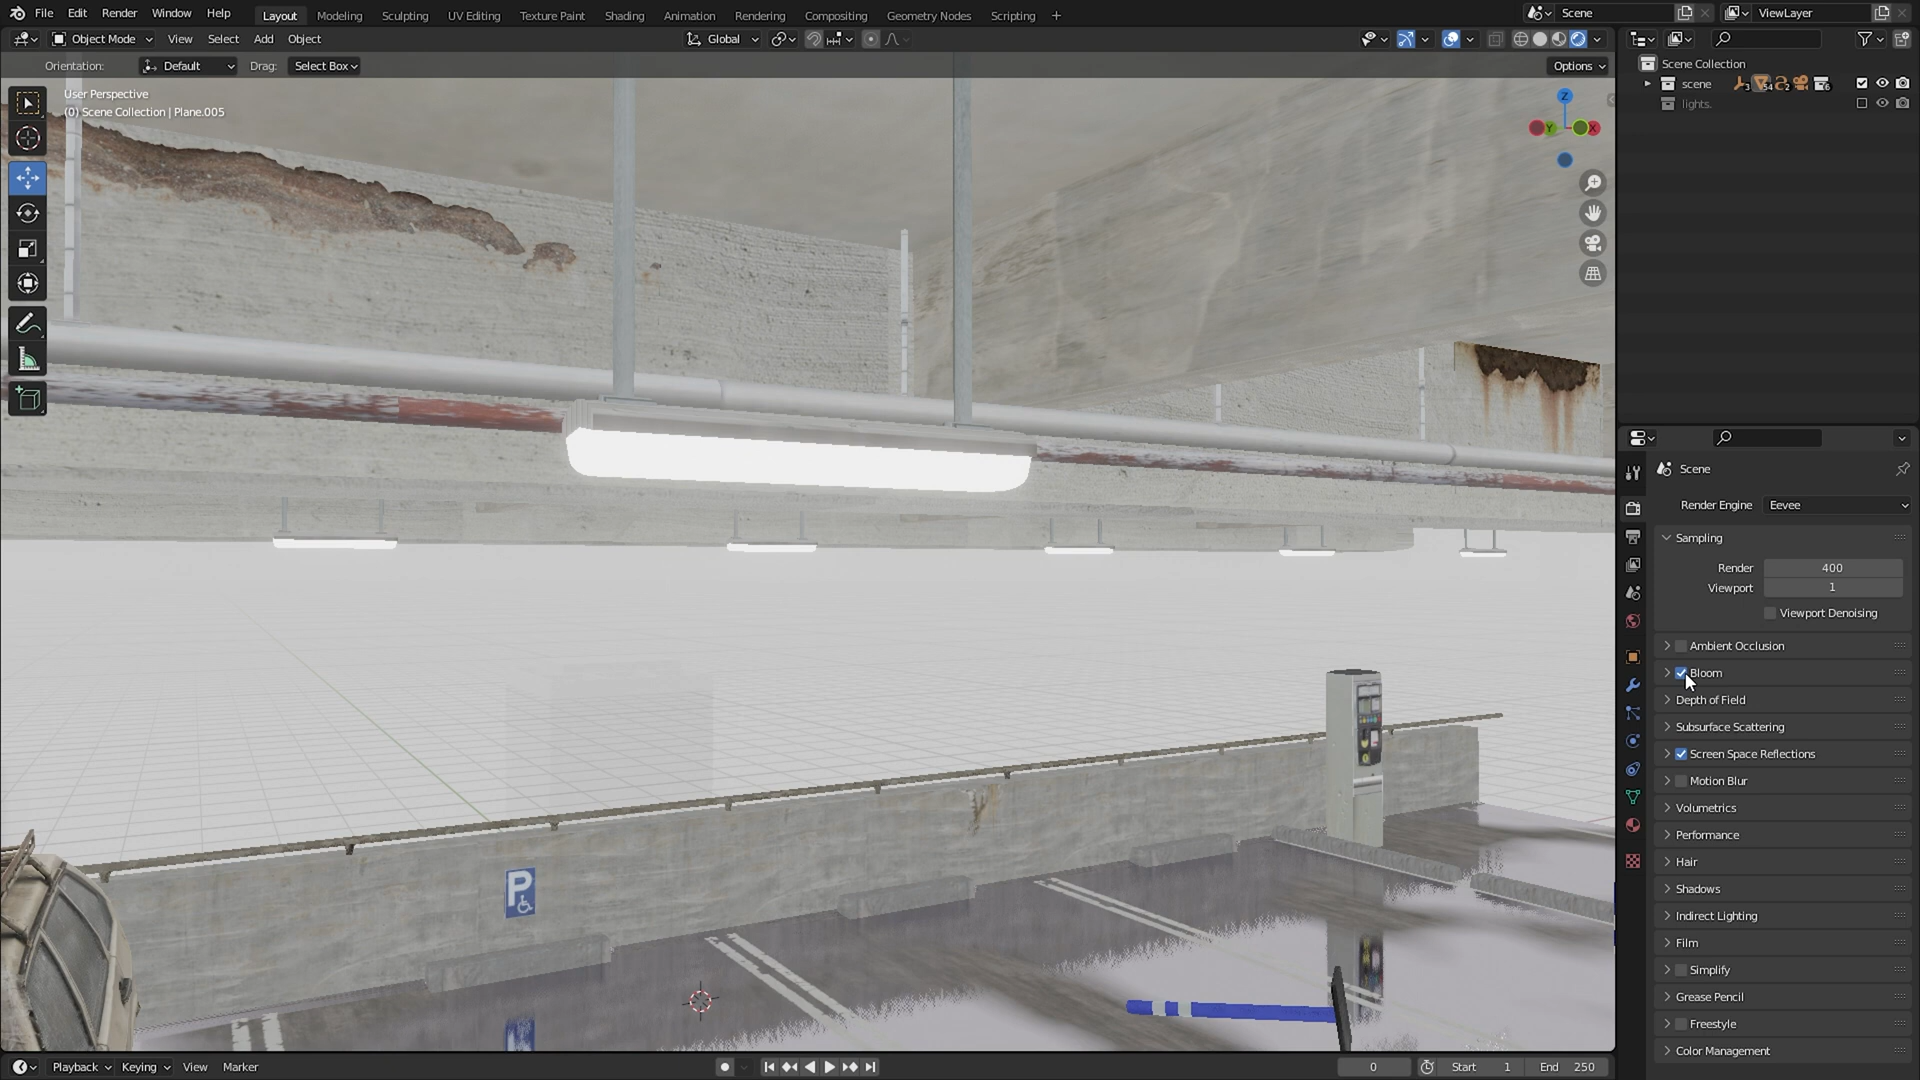 File Edit Render Window Help Layout Modeling Sculpting UV Editing Texture Paint Shading Animation Rendering Compositing Geometry Nodes Scripting + Scene ViewLayer
Object Mode View Select Add Object Global
Orientation: Default Drag: Select Box Options
User Perspective
(0) Scene Collection | Plane.005
Z
Y X
P
Scene Collection
scene 3 54 2 6
lights.
Scene
Render Engine Eevee
Sampling
Render 400
Viewport 1
Viewport Denoising
Ambient Occlusion
Bloom
Depth of Field
Subsurface Scattering
Screen Space Reflections
Motion Blur
Volumetrics
Performance
Hair
Shadows
Indirect Lighting
Film
Simplify
Grease Pencil
Freestyle
Color Management
Playback Keying View Marker 0 Start 1 End 250